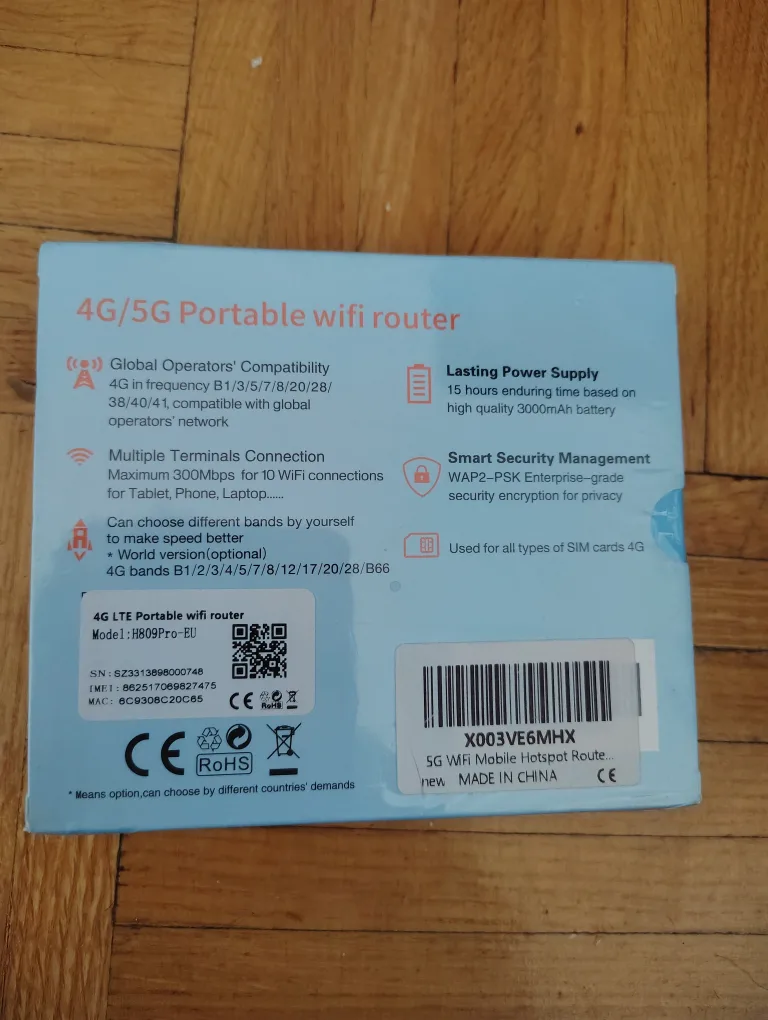 4G/5G Portable wifi router
Global Operators' Compatibility
4G in frequency B1/3/5/7/8/20/28/
38/40/41, compatible with global
operators' network
Multiple Terminals Connection
Maximum 300Mbps for 10 WiFi connections
for Tablet, Phone, Laptop......
Can choose different bands by yourself
to make speed better
* World version(optional)
4G bands B1/2/3/4/5/7/8/12/17/20/28/B66
Lasting Power Supply
15 hours enduring time based on
high quality 3000mAh battery
Smart Security Management
WAP2-PSK Enterprise-grade
security encryption for privacy
Used for all types of SIM cards 4G
4G LTE Portable wifi router
Model:H809Pro-EU
SN: SZ3313898000748
IMEI: 862517069827475
MAC: 6C9308C20C65
CE RoHS
CE RoHS
* Means option,can choose by different countries' demands
X003VE6MHX
5G WiFi Mobile Hotspot Route...
new MADE IN CHINA CE